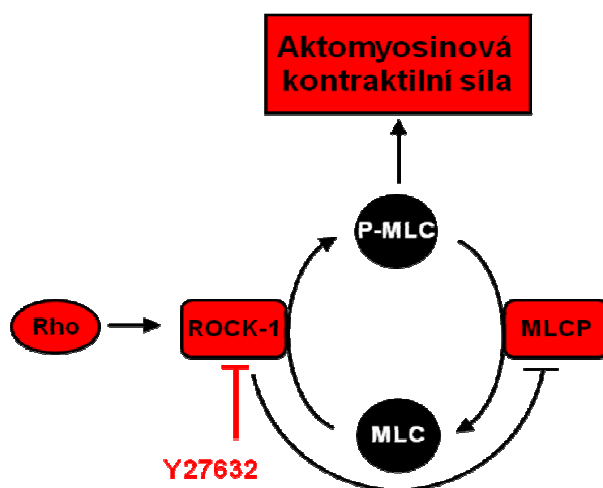 Aktomyosinová
kontraktilní síla
P-MLC
Rho
ROCK-1
MLCP
MLC
Y27632